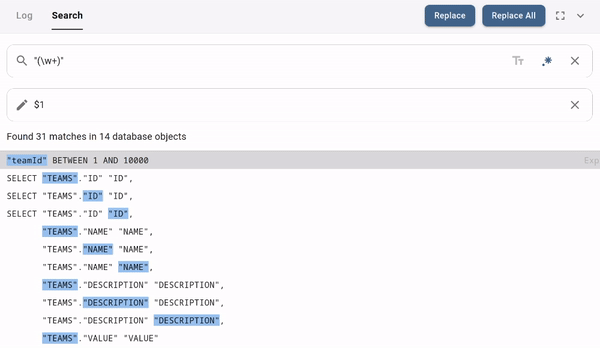 Log Search Replace Replace All
"(\w+)" Tт
$1
Found 31 matches in 14 database objects
"teamId" BETWEEN 1 AND 10000 Exp
SELECT "TEAMS"."ID" "ID",
SELECT "TEAMS"."ID" "ID",
SELECT "TEAMS"."ID" "ID",
"TEAMS"."NAME" "NAME",
"TEAMS"."NAME" "NAME",
"TEAMS"."NAME" "NAME",
"TEAMS"."DESCRIPTION" "DESCRIPTION",
"TEAMS"."DESCRIPTION" "DESCRIPTION",
"TEAMS"."DESCRIPTION" "DESCRIPTION",
"TEAMS"."VALUE" "VALUE"